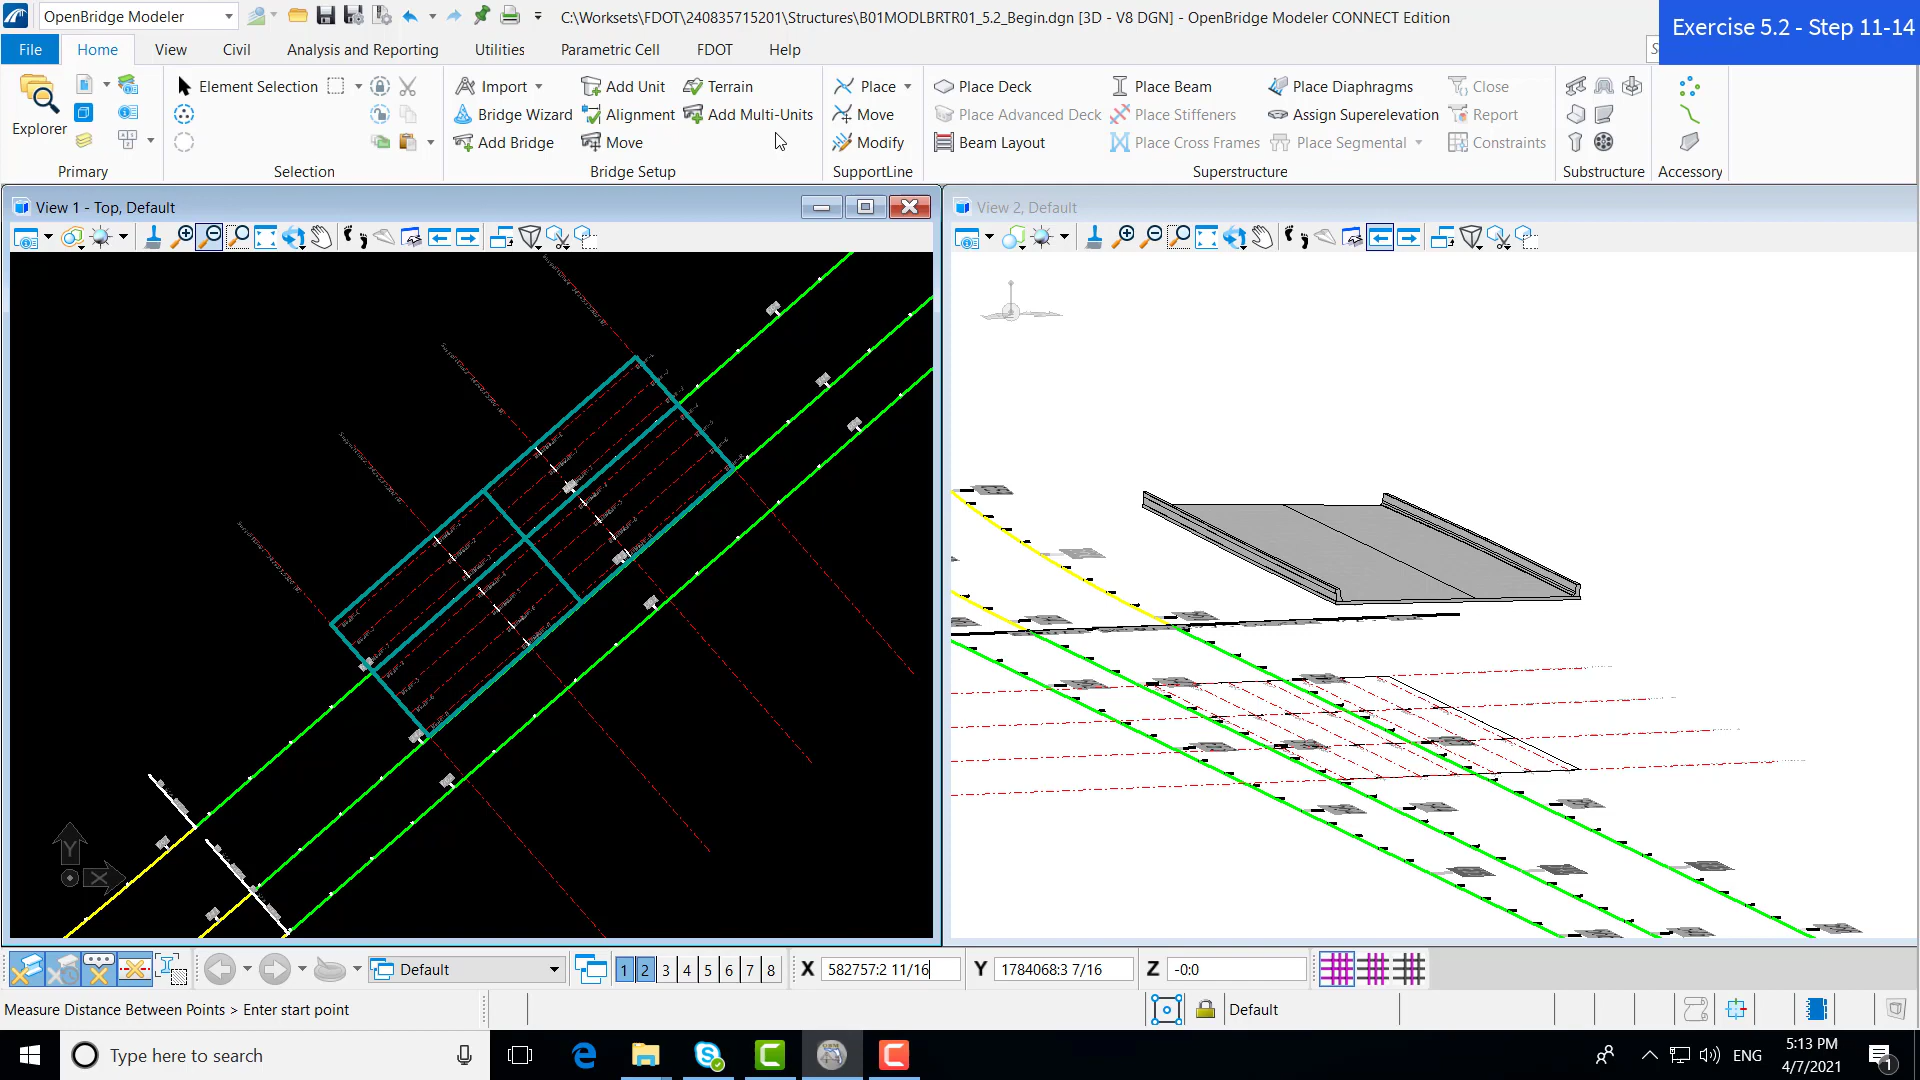 OpenBridge Modeler
C:\Worksets\FDOT\240835715201\Structures\B01MODLBRTR01_5.2_Begin.dgn [3D - V8 DGN] - OpenBridge Modeler CONNECT Edition
Exercise 5.2 - Step 11-14
File
Home
View
Civil
Analysis and Reporting
Utilities
Parametric Cell
FDOT
Help
Explorer
Primary
Element Selection
Selection
Import
Bridge Wizard
Add Bridge
Add Unit
Alignment
Move
Terrain
Add Multi-Units
Bridge Setup
Place
Move
Modify
SupportLine
Place Deck
Place Advanced Deck
Beam Layout
Place Beam
Place Stiffeners
Place Cross Frames
Place Diaphragms
Assign Superelevation
Place Segmental
Close
Report
Constraints
Superstructure
Substructure
Accessory
View 1 - Top, Default
View 2, Default
Y
X
Default
1 2 3 4 5 6 7 8
X 582757:2 11/16
Y 1784068:3 7/16
Z -0:0
Measure Distance Between Points > Enter start point
Default
Type here to search
ENG
5:13 PM
4/7/2021
1